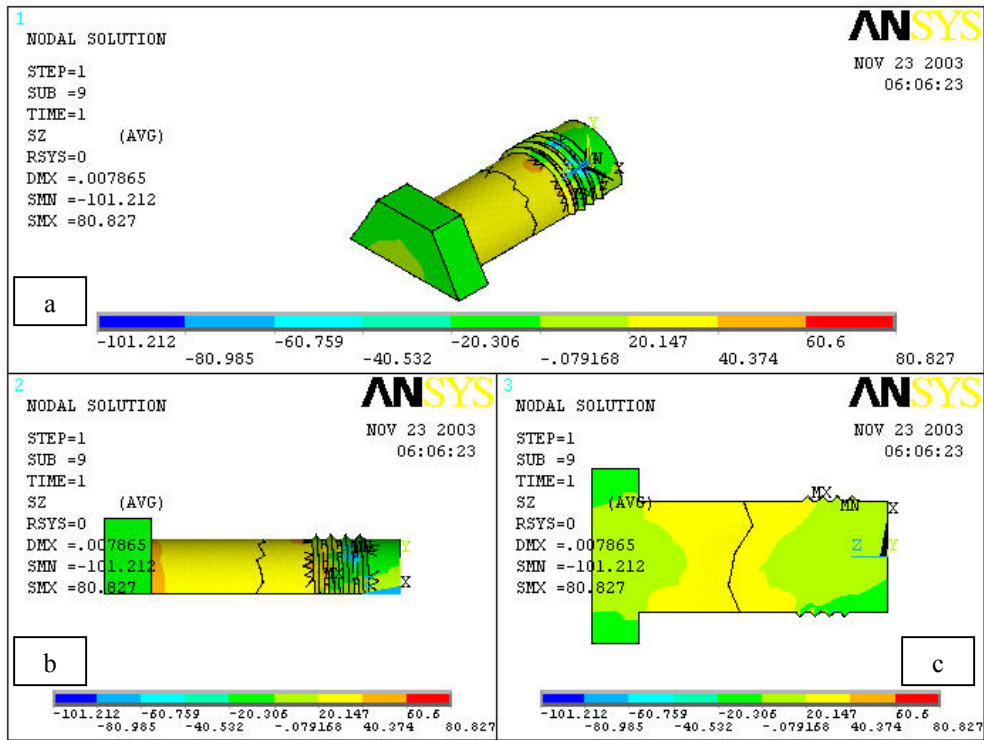 1
ANSYS
NODAL SOLUTION
NOV 23 2003
06:06:23
STEP=1
SUB =9
TIME=1
SZ (AVG)
RSYS=0
DMX =.007865
SMN =-101.212
SMX =80.827
Y
N
X
a
-101.212 -60.759 -20.306 20.147 60.6
-80.985 -40.532 -.079168 40.374 80.827
2
ANSYS
NODAL SOLUTION
NOV 23 2003
06:06:23
STEP=1
SUB =9
TIME=1
SZ (AVG)
RSYS=0
DMX =.007865
SMN =-101.212
SMX =80.827
Y
MX
X
b
-101.212 -60.759 -20.306 20.147 60.6
-80.985 -40.532 -.079168 40.374 80.827
3
ANSYS
NODAL SOLUTION
NOV 23 2003
06:06:23
STEP=1
SUB =9
TIME=1
SZ (AVG)
RSYS=0
DMX =.007865
SMN =-101.212
SMX =80.827
MX
MN
X
Z Y
c
-101.212 -60.759 -20.306 20.147 60.6
-80.985 -40.532 -.079168 40.374 80.827